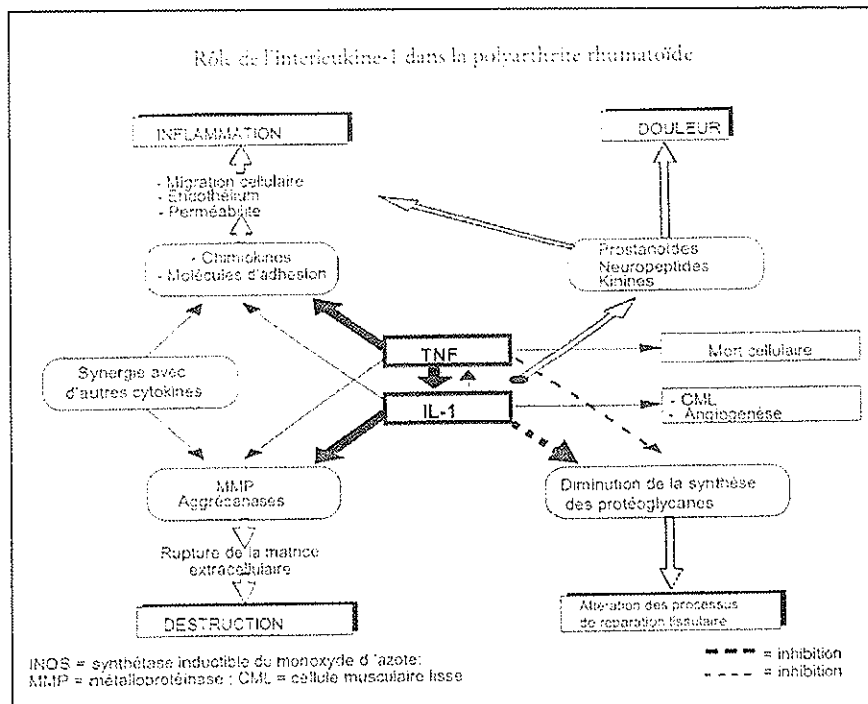 Rôle de l'interleukine-1 dans la polyarthrite rhumatoïde
INFLAMMATION
DOULEUR
- Migration cellulaire
- Endothélium
- Perméabilité
- Chimiokines
- Molécules d'adhesion
Prostanoïdes
Neuropeptides
Kinines
Synergie avec
d'autres cytokines
TNF
IL-1
Mort cellulaire
- CML
- Angiogenèse
MMP
Aggrécanases
Diminution de la synthèse
des protéoglycanes
Rupture de la matrice
extracellulaire
DESTRUCTION
Altération des processus
de reparation tissulaire
INOS = synthétase inductible du monoxyde d 'azote;
MMP = métalloprotéinase ; CML = cellule musculaire lisse
= inhibition
= inhibition